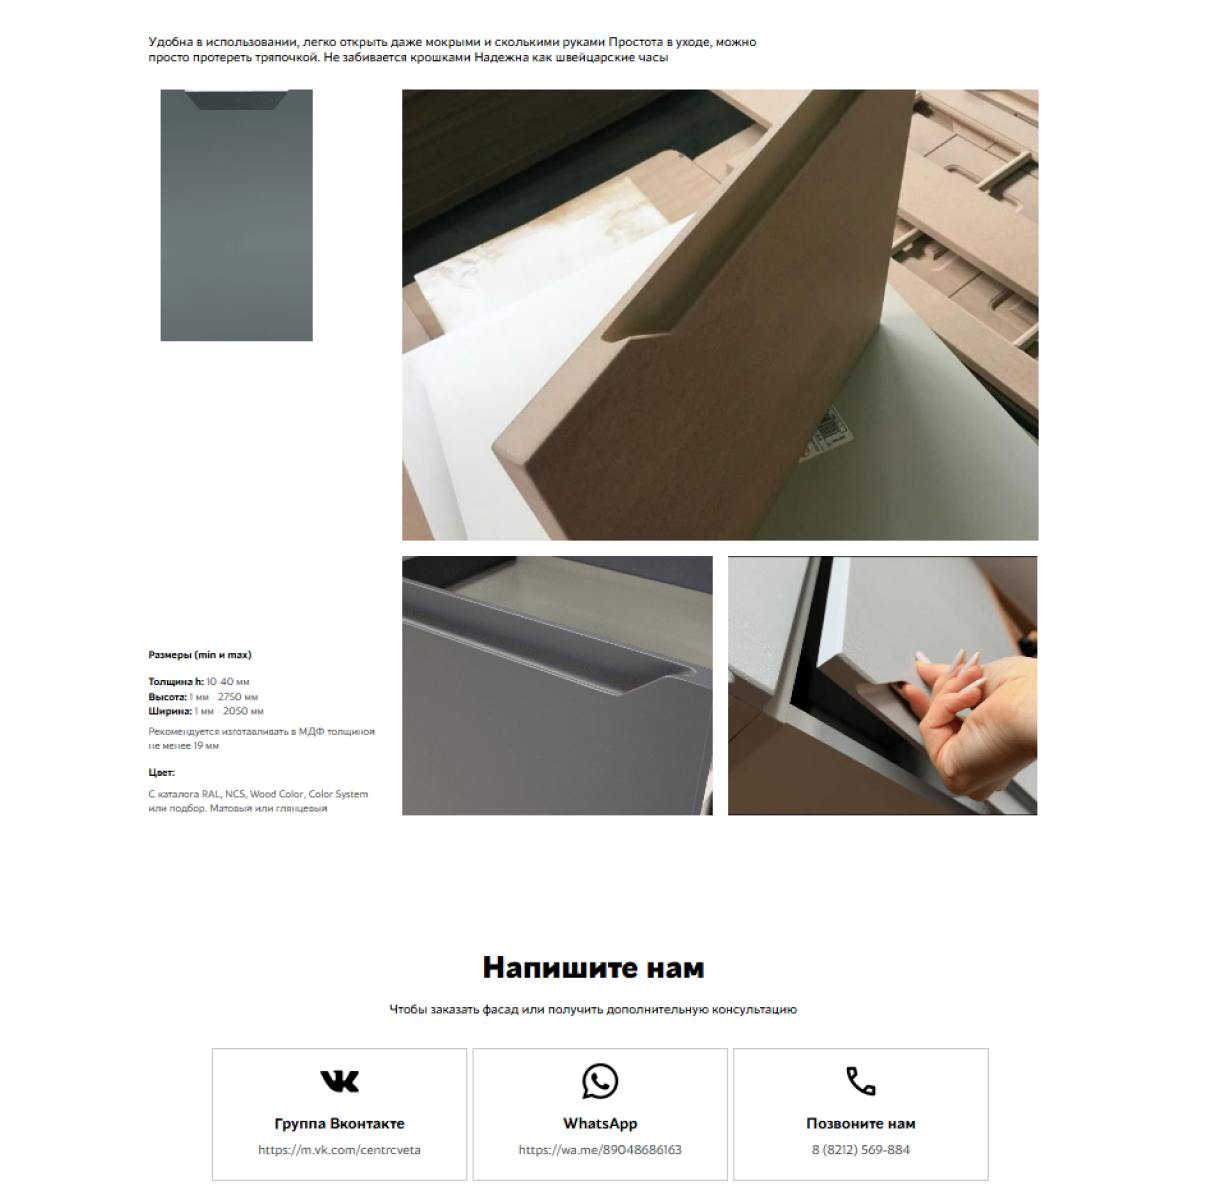 Удобна в использовании, легко открыть даже мокрыми и сколькими руками Простота в уходе, можно
просто протереть тряпочкой. Не забивается крошками Надежна как швейцарские часы
Размеры (min и max)
Толщина h: 10-40 мм
Высота: 1 мм - 2750 мм
Ширина: 1 мм - 2050 мм
Рекомендуется изготавливать в МДФ толщиной
не менее 19 мм
Цвет:
С каталога RAL, NCS, Wood Color, Color System
или подбор. Матовый или глянцевый
Напишите нам
Чтобы заказать фасад или получить дополнительную консультацию
Группа Вконтакте
https://m.vk.com/centrcveta
WhatsApp
https://wa.me/89048686163
Позвоните нам
8 (8212) 569-884